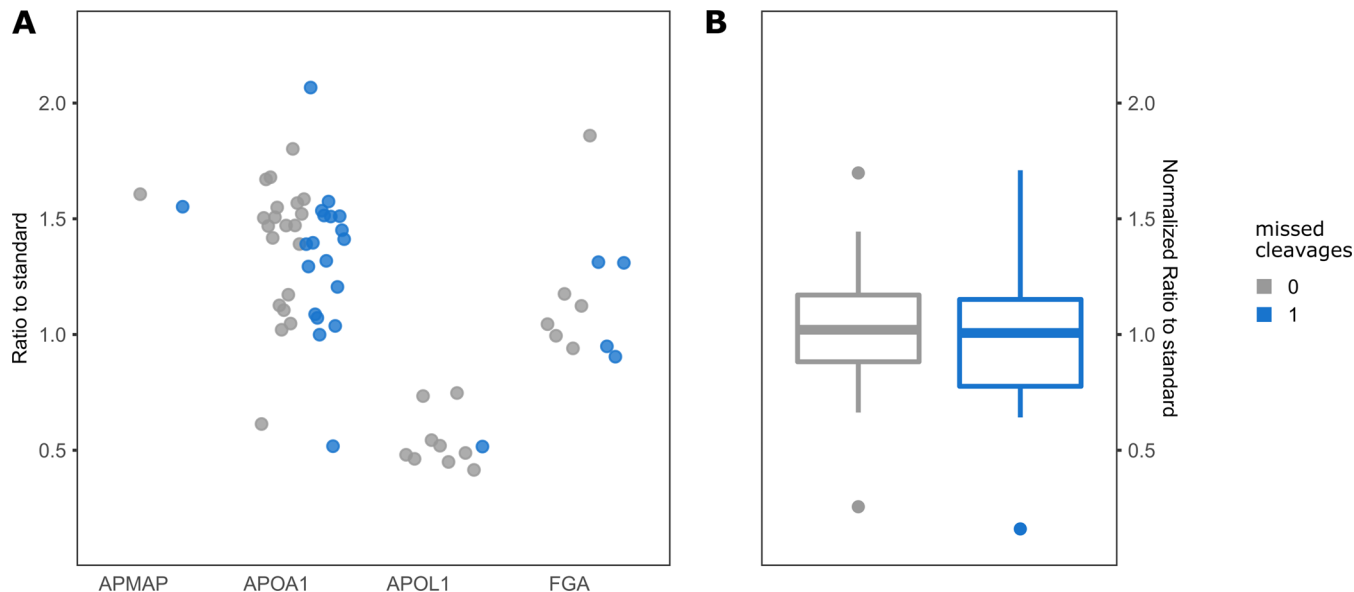 A
B
Ratio to standard
2.0
1.5
1.0
0.5
APMAP APOA1 APOL1 FGA
2.0
1.5
1.0
0.5
Normalized Ratio to standard
missed
cleavages
0
1